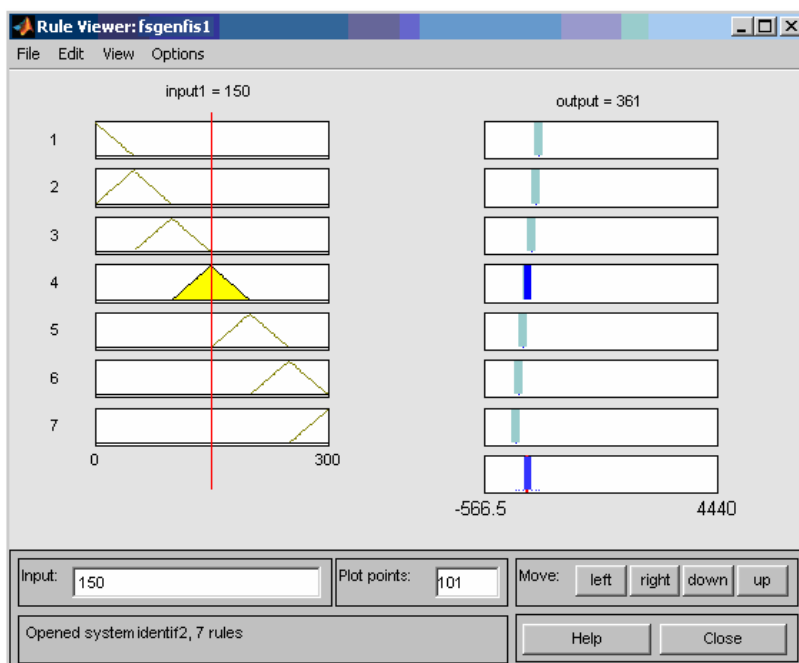 Rule Viewer: fsgenfis1
File Edit View Options
input1 = 150
output = 361
1
2
3
4
5
6
7
0 300
-566.5 4440
Input: 150
Plot points: 101
Move: left right down up
Opened system identif2, 7 rules
Help Close